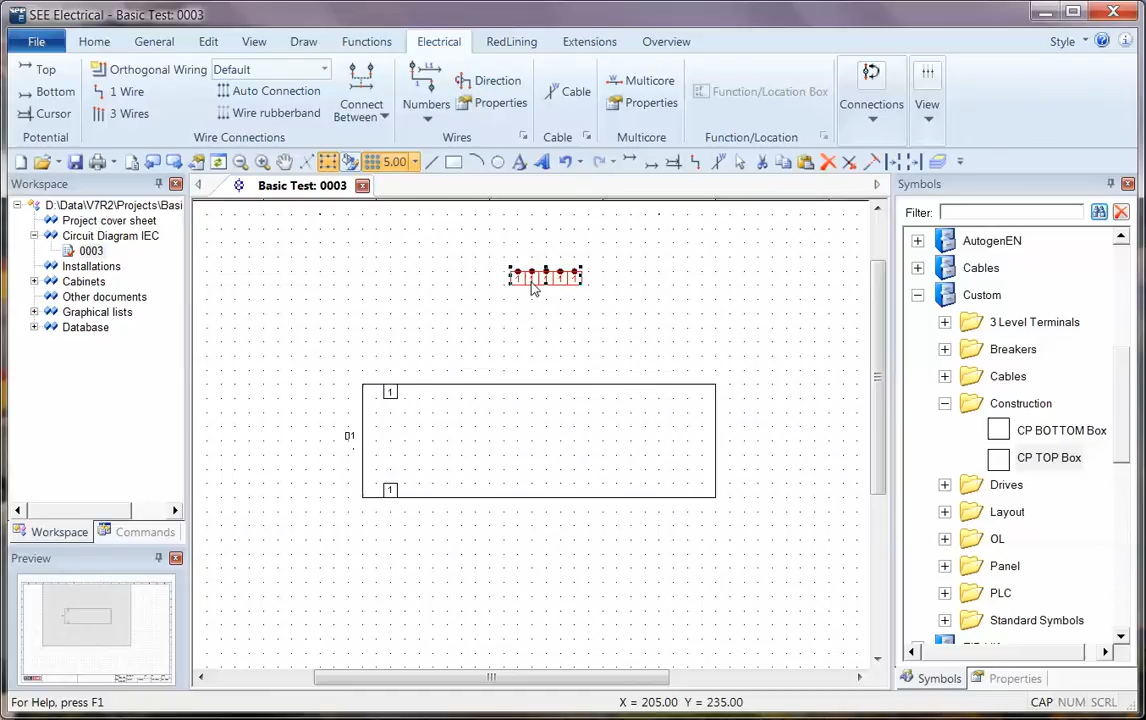 SEE Electrical - Basic Test: 0003
File Home General Edit View Draw Functions Electrical RedLining Extensions Overview Style
Top Orthogonal Wiring Default Direction Multicore
Bottom 1 Wire Auto Connection Connect Between Numbers Properties Cable Properties Function/Location Box Connections View
Cursor 3 Wires Wire rubberband
Potential Wire Connections Wires Cable Multicore Function/Location
5.00
Workspace
Basic Test: 0003
Symbols
D:\Data\V7R2\Projects\Basi
Project cover sheet
Circuit Diagram IEC
0003
Installations
Cabinets
Other documents
Graphical lists
Database
Workspace Commands
Preview
1 1 1 1 1
1
1
1
Filter:
AutogenEN
Cables
Custom
3 Level Terminals
Breakers
Cables
Construction
CP BOTTOM Box
CP TOP Box
Drives
Layout
OL
Panel
PLC
Standard Symbols
Symbols Properties
For Help, press F1
X = 205.00 Y = 235.00
CAP NUM SCRL